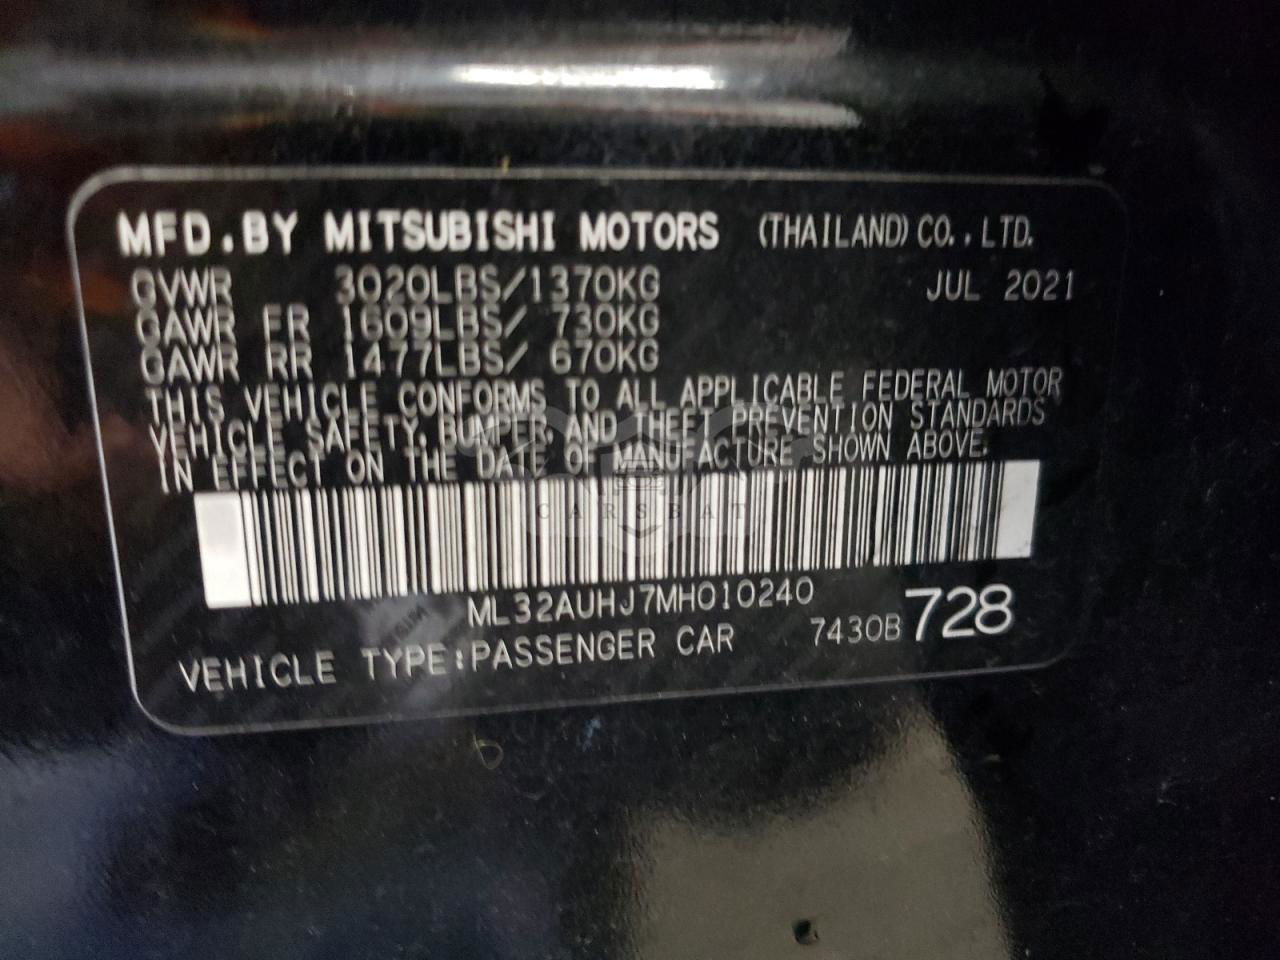 MFD.BY MITSUBISHI MOTORS (THAILAND) CO.,LTD.
GVWR 3020LBS/1370KG JUL 2021
GAWR FR 1609LBS/ 730KG
GAWR RR 1477LBS/ 670KG
THIS VEHICLE CONFORMS TO ALL APPLICABLE FEDERAL MOTOR
VEHICLE SAFETY, BUMPER, AND THEFT PREVENTION STANDARDS
IN EFFECT ON THE DATE OF MANUFACTURE SHOWN ABOVE.
CARSBAT
ML32AUHJ7MH010240
7430B 728
VEHICLE TYPE:PASSENGER CAR